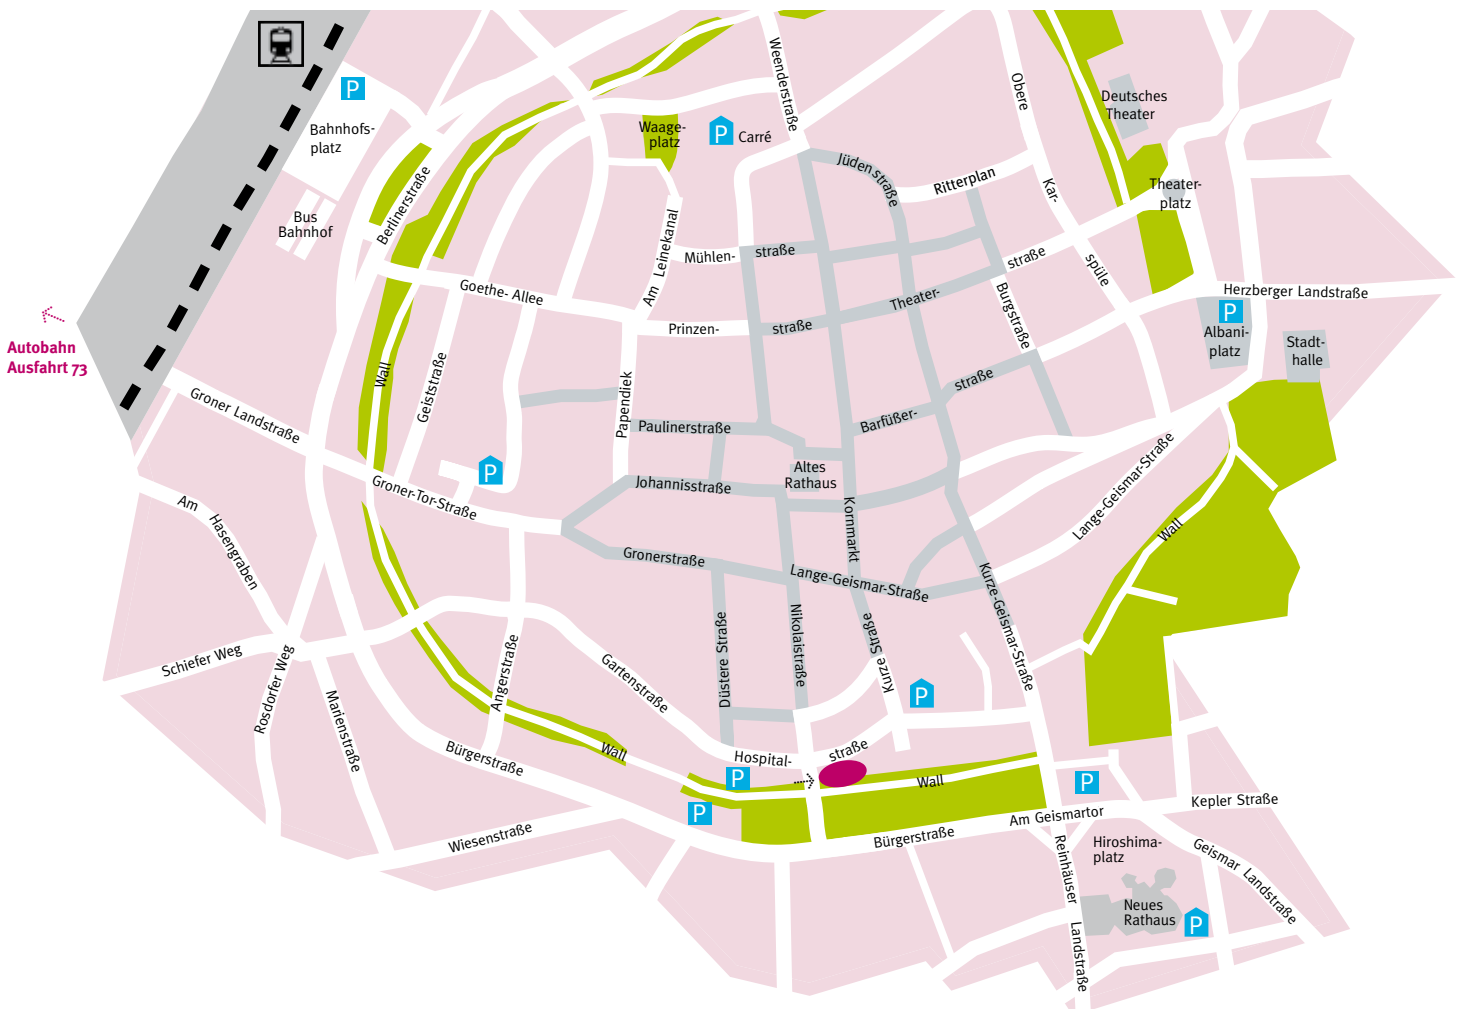 P
Bahnhofs-
platz
Bus
Bahnhof
Autobahn
Ausfahrt 73
Berlinerstraße
Waage-
platz
P
Carré
Weenderstraße
Obere
Kar-
spüle
Deutsches
Theater
Theater-
platz
Jüdenstraße
Ritterplan
Am Leinekanal
Mühlen-
straße
straße
Theater-
Burgstraße
Herzberger Landstraße
P
Albani-
platz
Stadt-
halle
Goethe- Allee
Prinzen-
straße
Wall
Geiststraße
Papendiek
Groner Landstraße
straße
Barfüßer-
Paulinerstraße
Altes
Rathaus
Johannisstraße
P
Groner-Tor-Straße
Kornmarkt
Lange-Geismar-Straße
Wall
Am
Hasengraben
Gronerstraße
Lange-Geismar-Straße
Kurze-Geismar-Straße
Düstere Straße
Nikolaistraße
Kurze Straße
Schiefer Weg
Rosdorfer Weg
Marienstraße
Angerstraße
Gartenstraße
P
Bürgerstraße
Wall
Hospital-
straße
P
P
Wall
P
Wiesenstraße
Bürgerstraße
Am Geismartor
Kepler Straße
Reinhäuser
Landstraße
Hiroshima-
platz
Geismar Landstraße
Neues
Rathaus
P